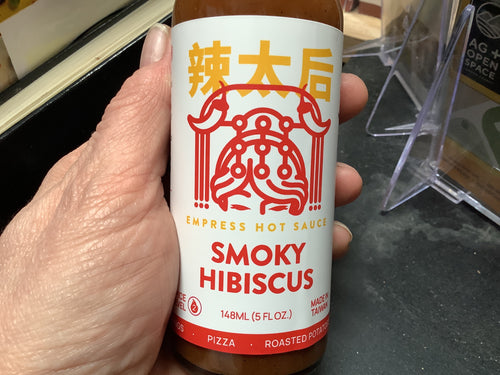 辣太后
EMPRESS HOT SAUCE
SMOKY
HIBISCUS
148ML (5 FL OZ.)
MADE IN
TAIWAN
PIZZA · ROASTED POTATOES
AG
OPEN
SPACE